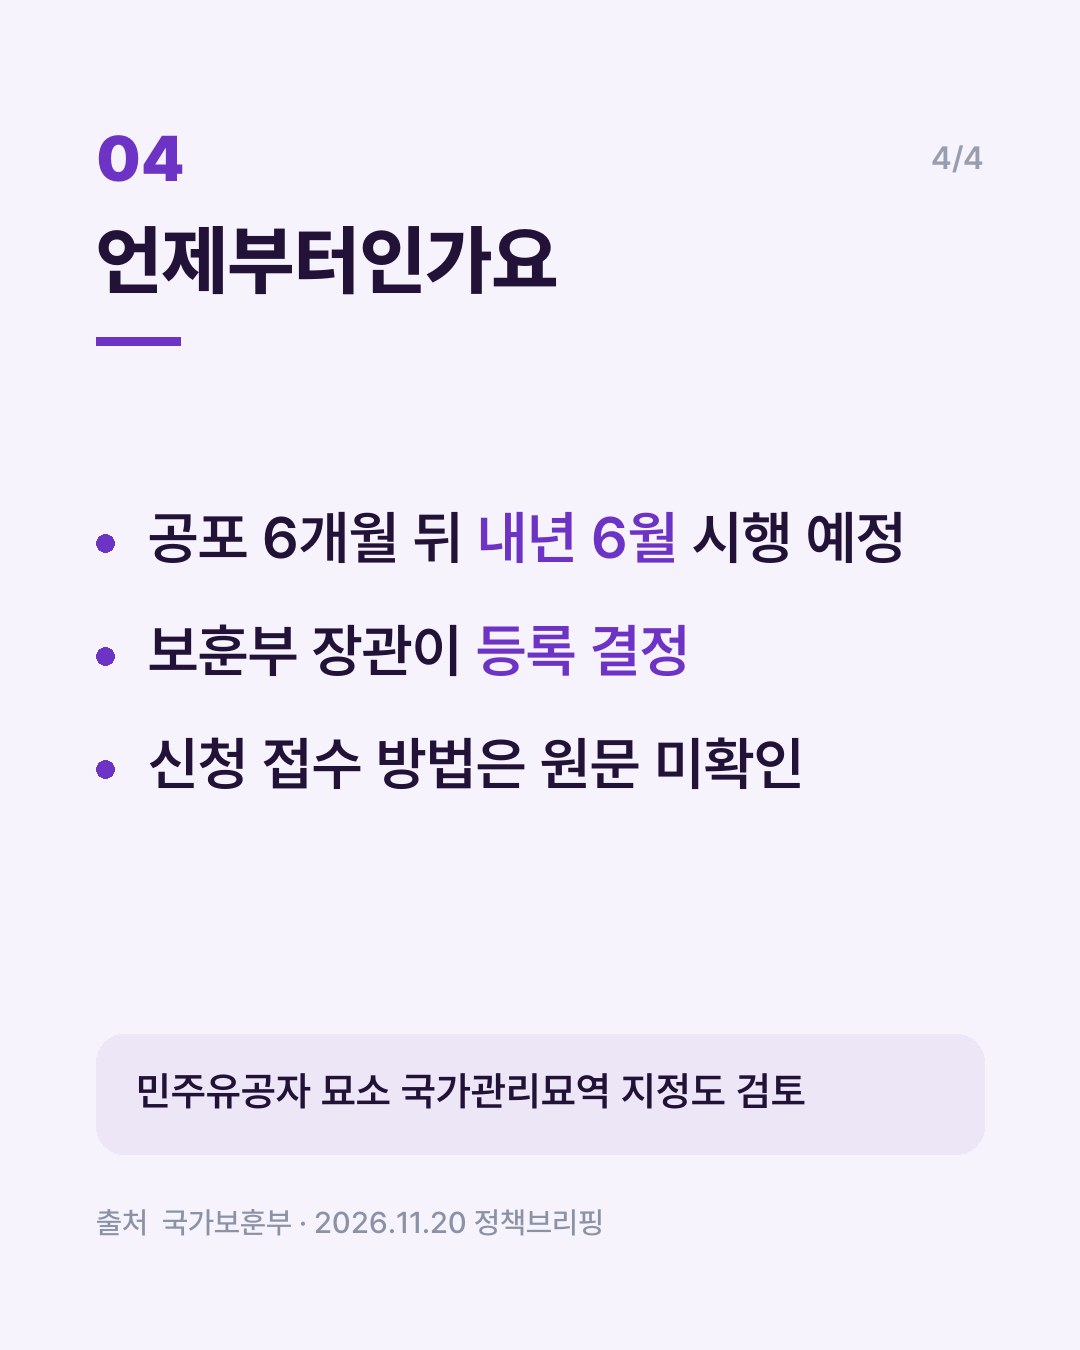 04
4/4
언제부터인가요
• 공포 6개월 뒤 내년 6월 시행 예정
• 보훈부 장관이 등록 결정
• 신청 접수 방법은 원문 미확인
민주유공자 묘소 국가관리묘역 지정도 검토
출처 국가보훈부 · 2026.11.20 정책브리핑